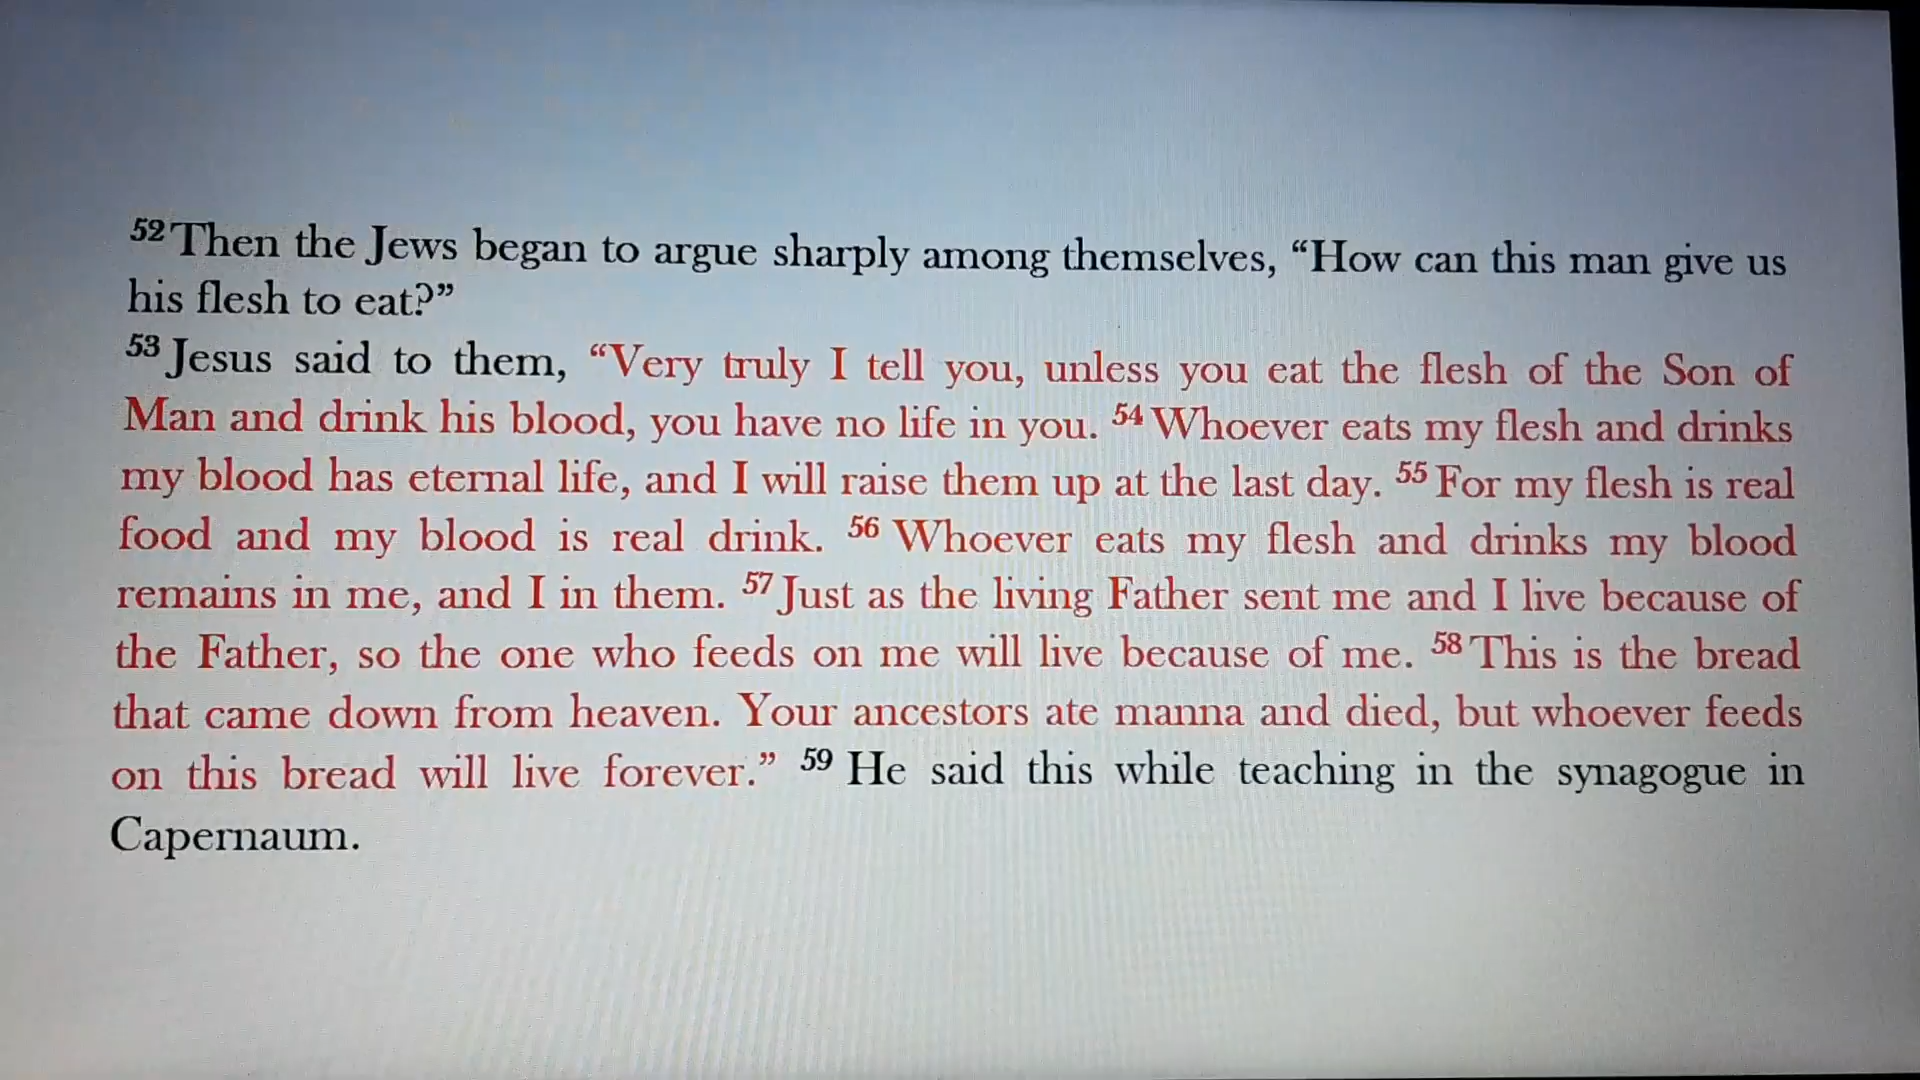 52 Then the Jews began to argue sharply among themselves, “How can this man give us
his flesh to eat?”
53 Jesus said to them, “Very truly I tell you, unless you eat the flesh of the Son of
Man and drink his blood, you have no life in you. 54 Whoever eats my flesh and drinks
my blood has eternal life, and I will raise them up at the last day. 55 For my flesh is real
food and my blood is real drink. 56 Whoever eats my flesh and drinks my blood
remains in me, and I in them. 57 Just as the living Father sent me and I live because of
the Father, so the one who feeds on me will live because of me. 58 This is the bread
that came down from heaven. Your ancestors ate manna and died, but whoever feeds
on this bread will live forever.” 59 He said this while teaching in the synagogue in
Capernaum.